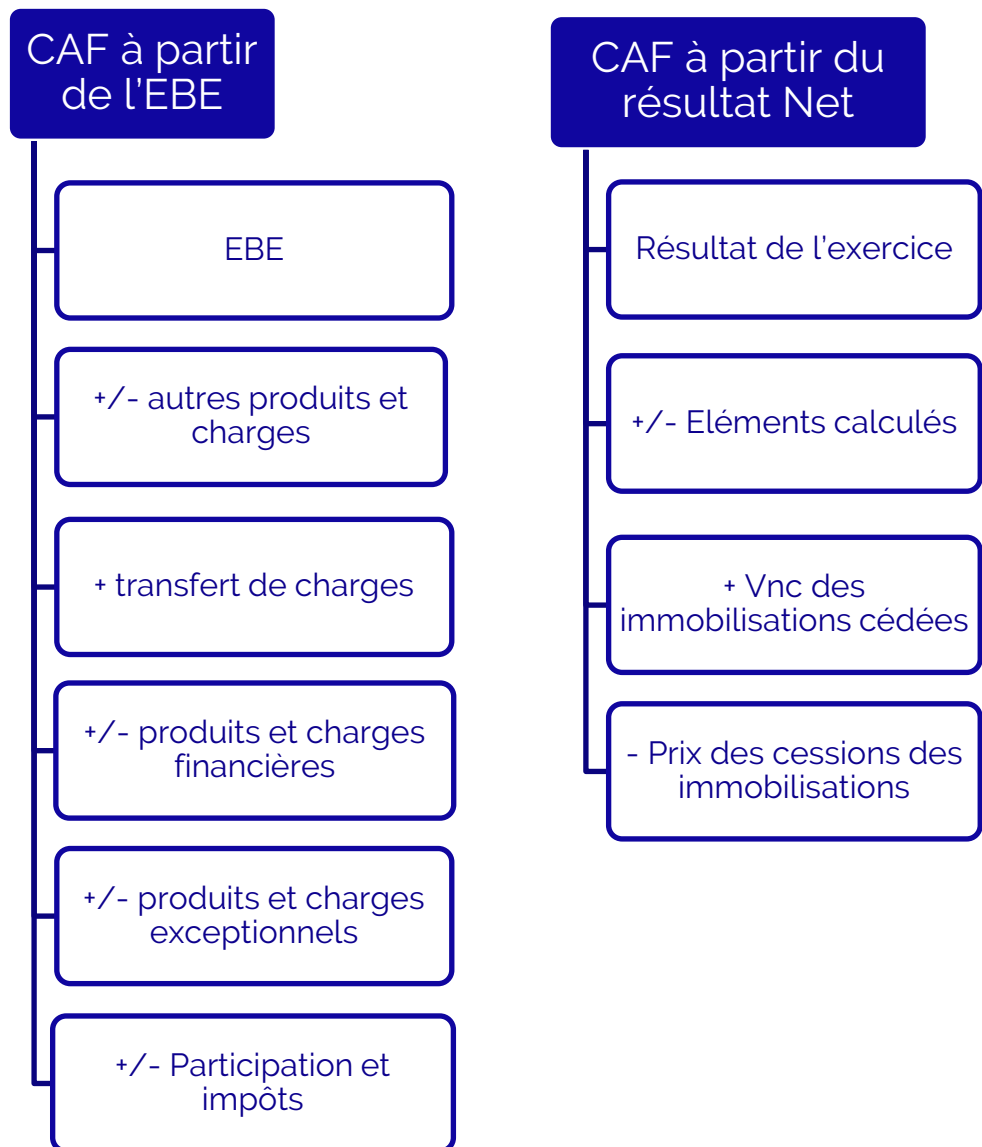 CAF à partir
de l'EBE
EBE
+/- autres produits et
charges
+ transfert de charges
+/- produits et charges
financières
+/- produits et charges
exceptionnels
+/- Participation et
impôts
CAF à partir du
résultat Net
Résultat de l'exercice
+/- Eléments calculés
+ Vnc des
immobilisations cédées
- Prix des cessions des
immobilisations